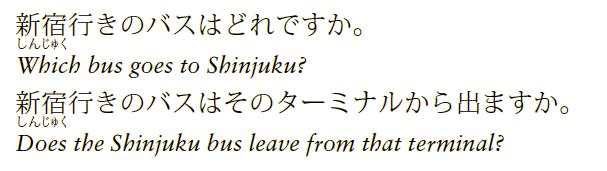 新宿行きのバスはどれですか。
しんじゅく
Which bus goes to Shinjuku?
新宿行きのバスはそのターミナルから出ますか。
しんじゅく
Does the Shinjuku bus leave from that terminal?